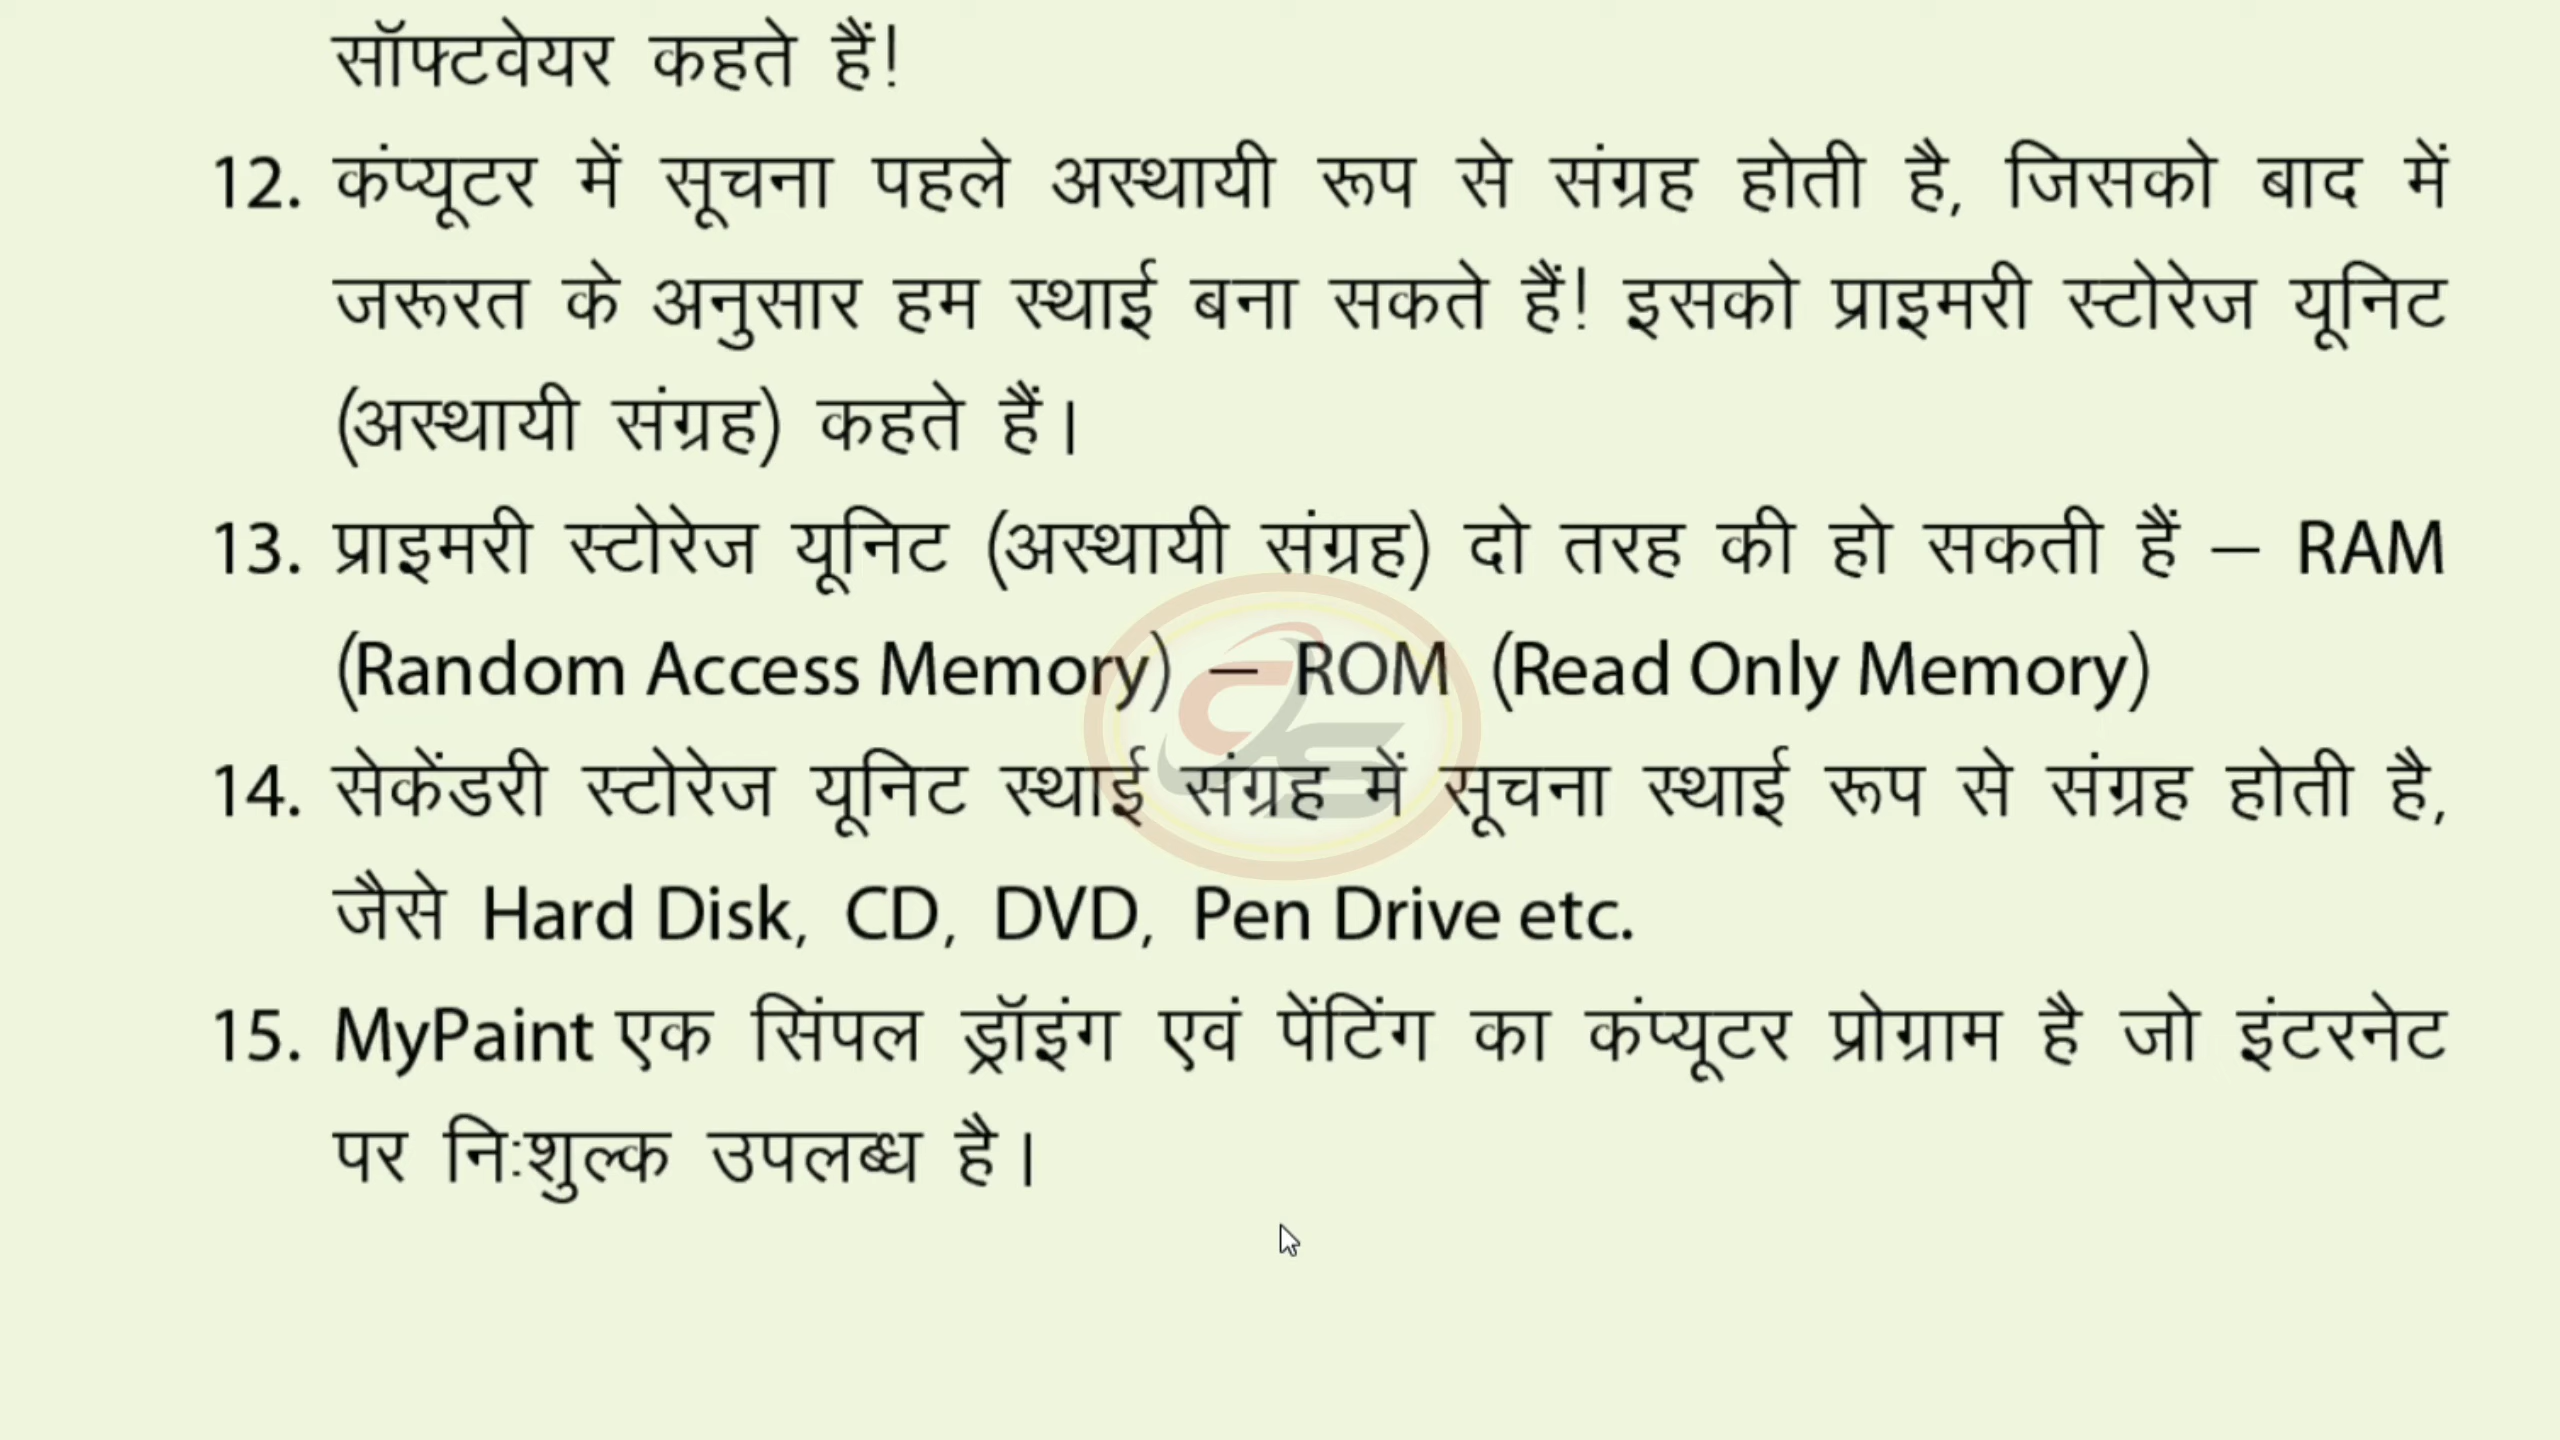 सॉफ्टवेयर कहते हैं!
12. कंप्यूटर में सूचना पहले अस्थायी रूप से संग्रह होती है, जिसको बाद में
जरूरत के अनुसार हम स्थाई बना सकते हैं! इसको प्राइमरी स्टोरेज यूनिट
(अस्थायी संग्रह) कहते हैं।
13. प्राइमरी स्टोरेज यूनिट (अस्थायी संग्रह) दो तरह की हो सकती हैं – RAM
(Random Access Memory) – ROM (Read Only Memory)
14. सेकेंडरी स्टोरेज यूनिट स्थाई संग्रह में सूचना स्थाई रूप से संग्रह होती है,
जैसे Hard Disk, CD, DVD, Pen Drive etc.
15. MyPaint एक सिंपल ड्रॉइंग एवं पेंटिंग का कंप्यूटर प्रोग्राम है जो इंटरनेट
पर निःशुल्क उपलब्ध है।